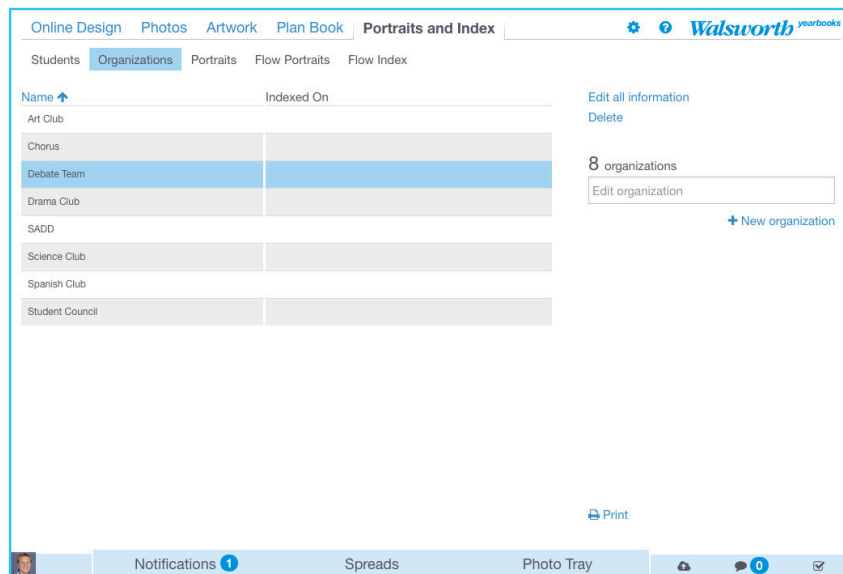 Online Design Photos Artwork Plan Book Portraits and Index Walsworth yearbooks
Students Organizations Portraits Flow Portraits Flow Index
Name Indexed On
Art Club
Chorus
Debate Team
Drama Club
SADD
Science Club
Spanish Club
Student Council
Edit all information
Delete
8 organizations
Edit organization
+ New organization
Print
Notifications 1 Spreads Photo Tray 0